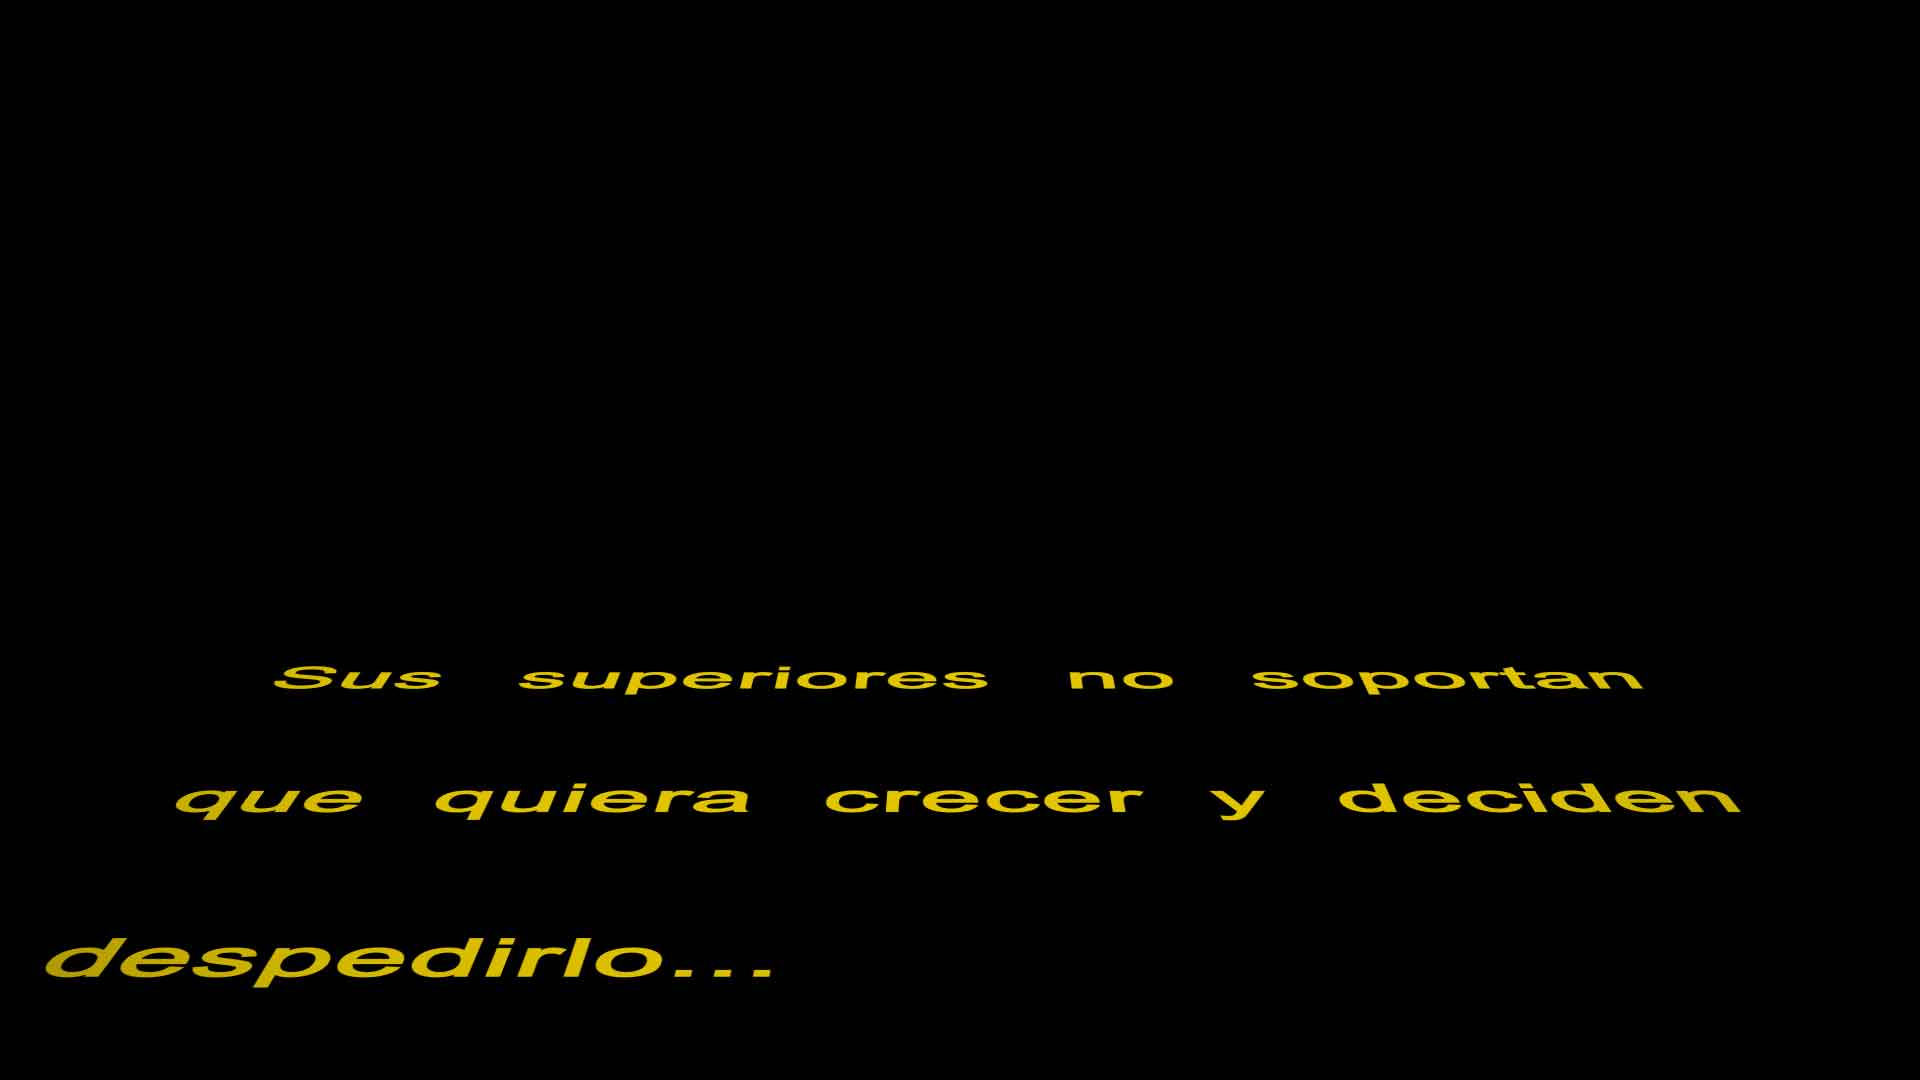 Sus superiores no soportan
que quiera crecer y deciden
despedirlo...